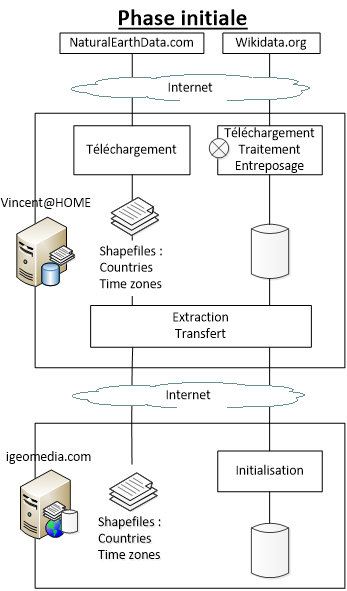 Phase initiale
NaturalEarthData.com
Wikidata.org
Internet
Téléchargement
Téléchargement
Traitement
Entreposage
Vincent@HOME
Shapefiles :
Countries
Time zones
Extraction
Transfert
Internet
igeomedia.com
Initialisation
Shapefiles :
Countries
Time zones